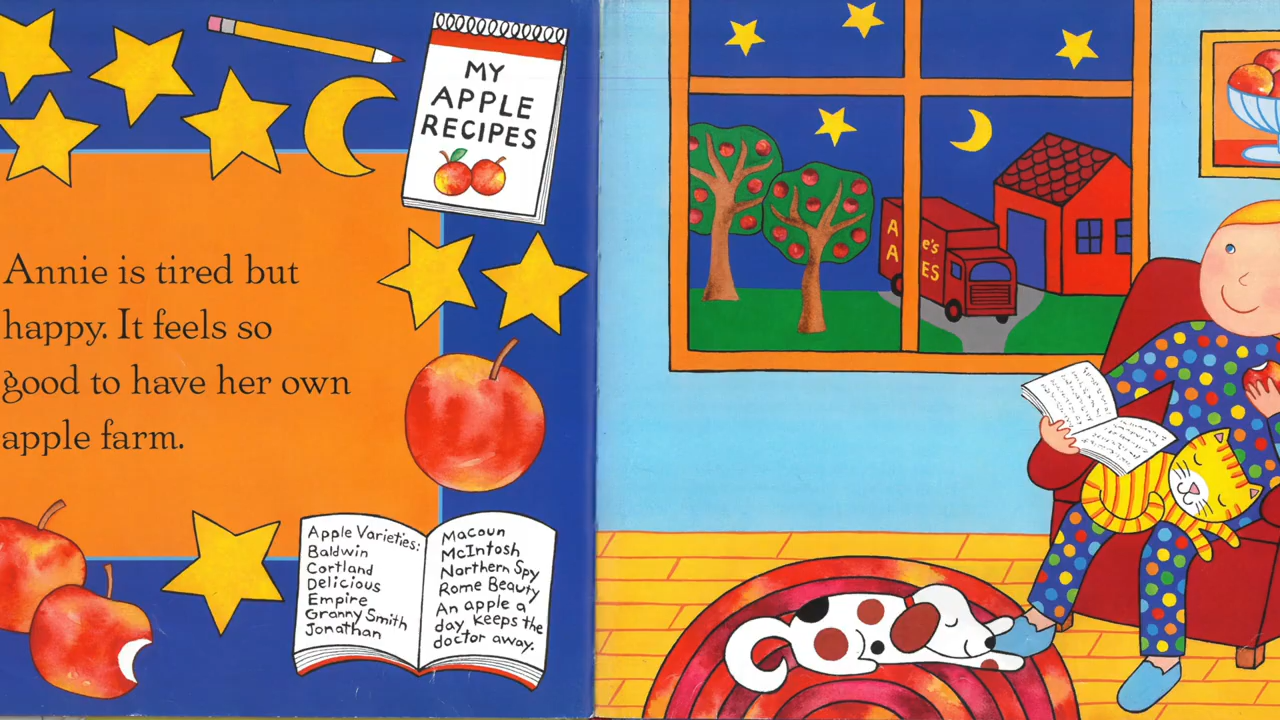 MY
APPLE
RECIPES
Annie is tired but
happy. It feels so
good to have her own
apple farm.
Apple Varieties:
Baldwin
Cortland
Delicious
Empire
Granny Smith
Jonathan
Macoun
McIntosh
Northern Spy
Rome Beauty
An apple a
day keeps the
doctor away.
A e's
A ES